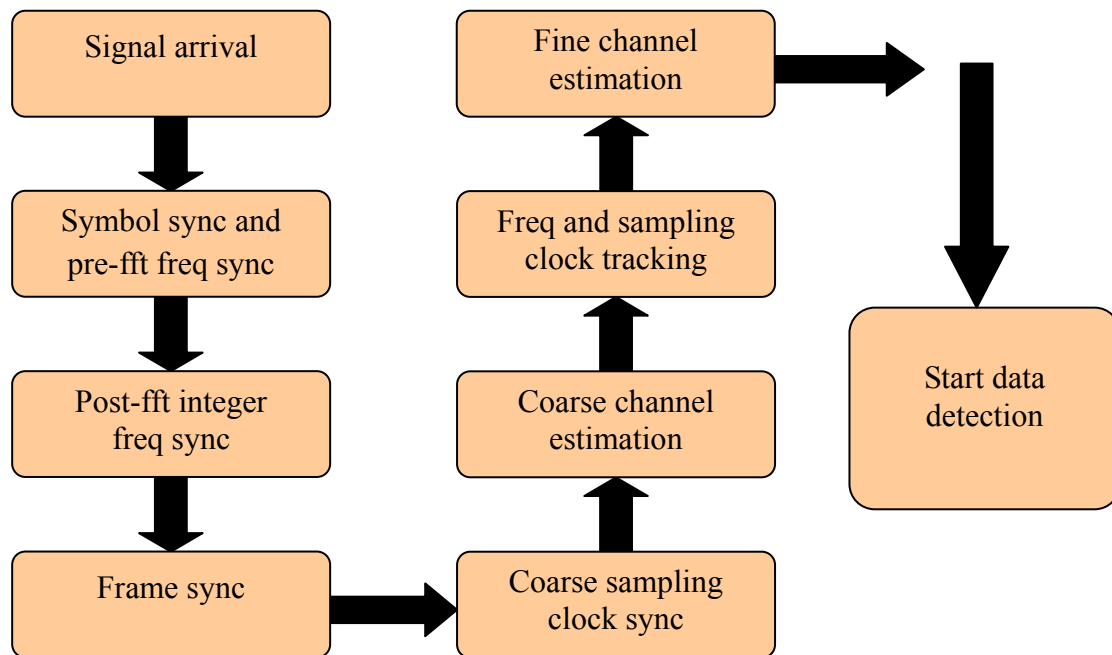 Signal arrival
Symbol sync and
pre-fft freq sync
Post-fft integer
freq sync
Frame sync
Coarse sampling
clock sync
Coarse channel
estimation
Freq and sampling
clock tracking
Fine channel
estimation
Start data
detection